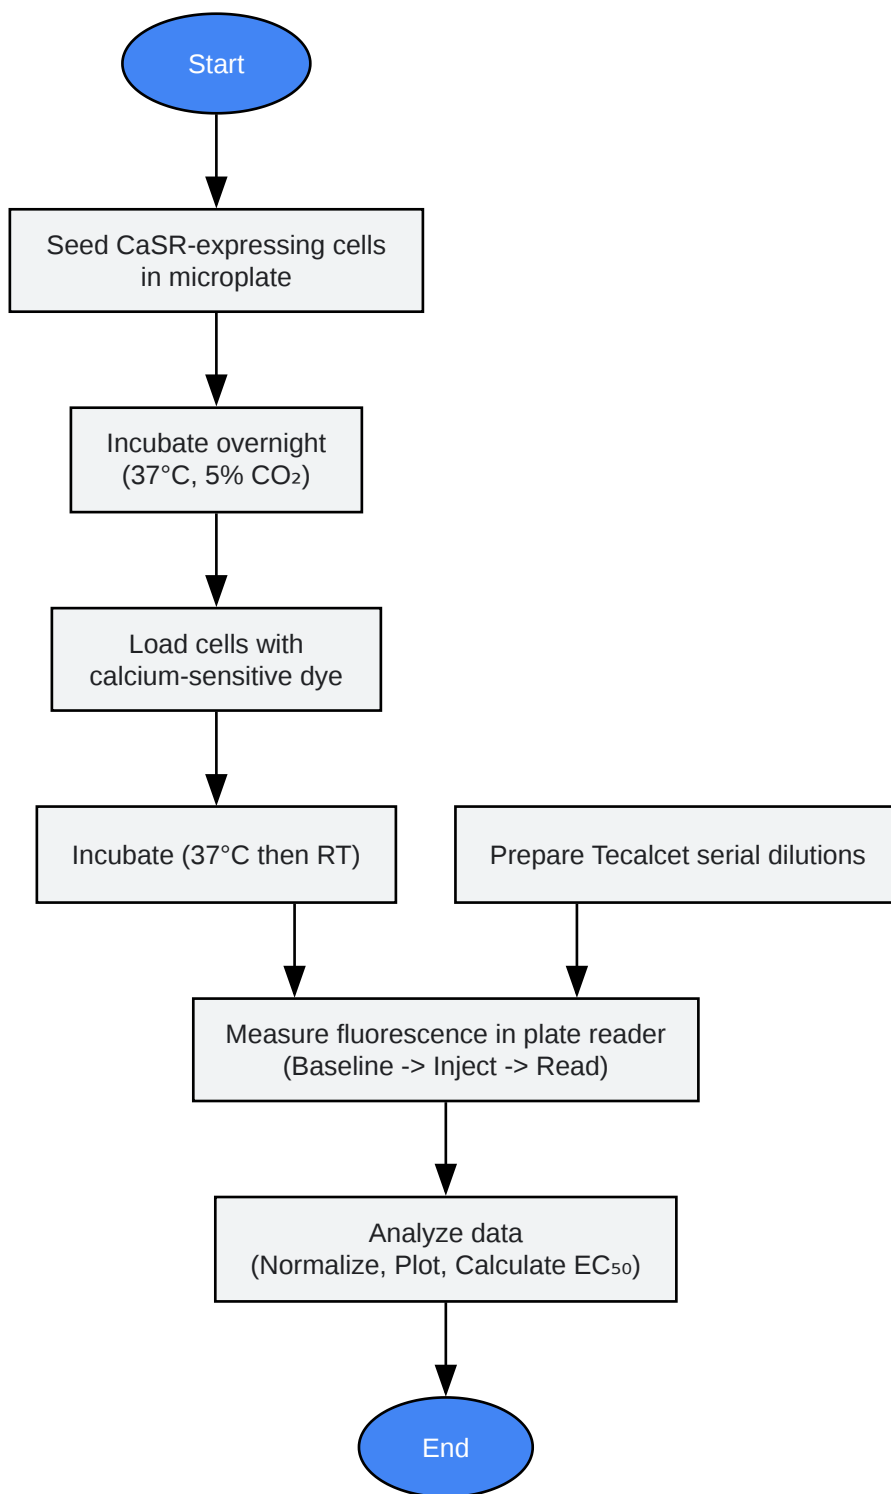 Start
Seed CaSR-expressing cells
in microplate
Incubate overnight
(37°C, 5% CO₂)
Load cells with
calcium-sensitive dye
Incubate (37°C then RT)
Prepare Tecalcet serial dilutions
Measure fluorescence in plate reader
(Baseline -> Inject -> Read)
Analyze data
(Normalize, Plot, Calculate EC₅₀)
End